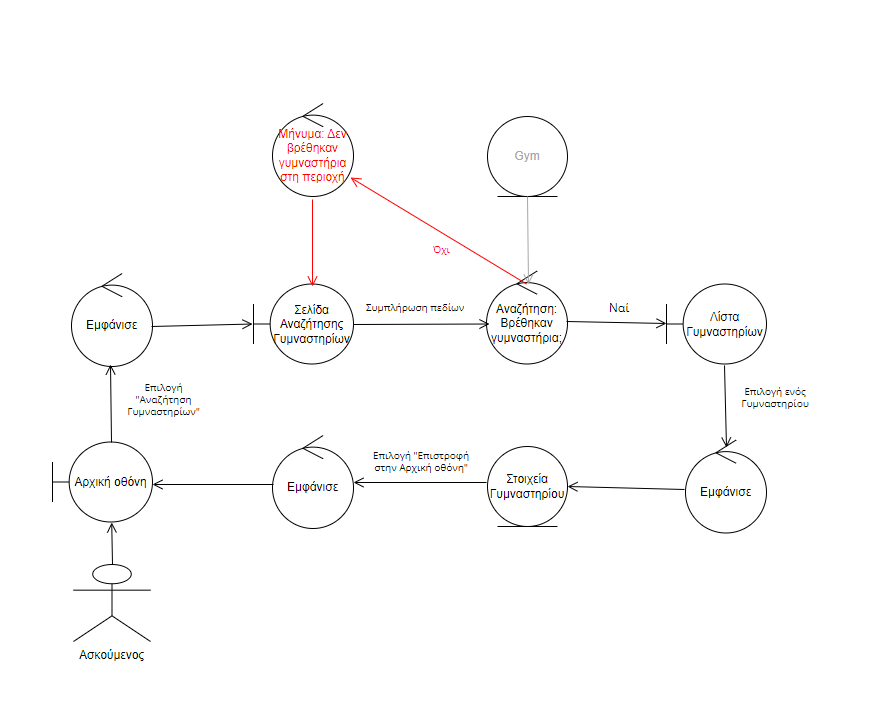 Μήνυμα: Δεν
βρέθηκαν
γυμναστήρια
στη περιοχή
Gym
Όχι
Εμφάνισε
Σελίδα
Αναζήτησης
Γυμναστηρίων
Συμπλήρωση πεδίων
Αναζήτηση:
Βρέθηκαν
γυμναστήρια;
Ναί
Λίστα
Γυμναστηρίων
Επιλογή
"Αναζήτηση
Γυμναστηρίων"
Επιλογή ενός
Γυμναστηρίου
Αρχική οθόνη
Εμφάνισε
Επιλογή "Επιστροφή
στην Αρχική οθόνη"
Στοιχεία
Γυμναστηρίου
Εμφάνισε
Ασκούμενος